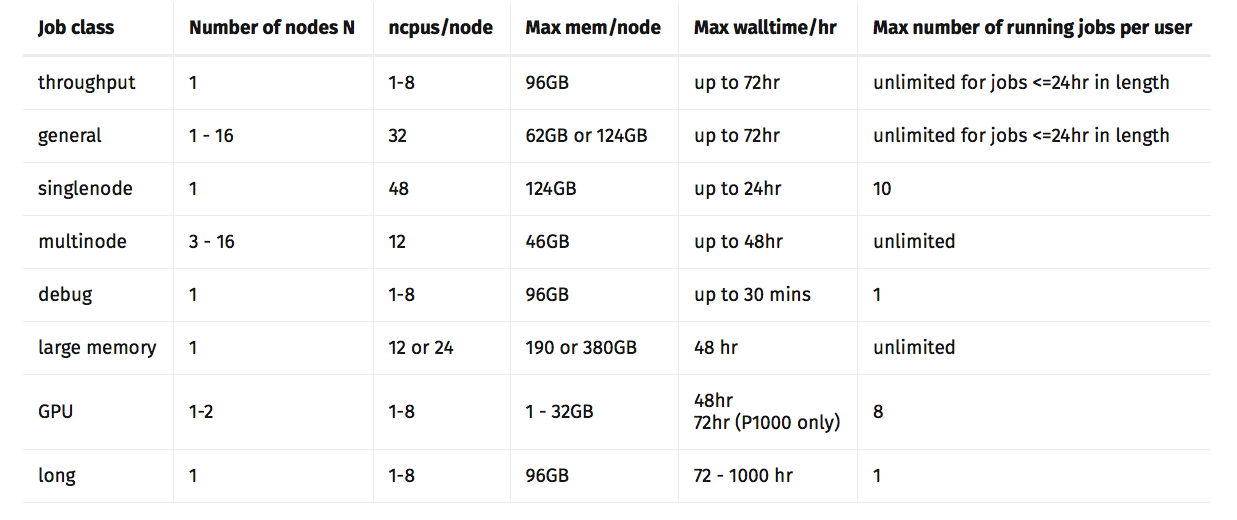 Job class Number of nodes N ncpus/node Max mem/node Max walltime/hr Max number of running jobs per user
throughput 1 1-8 96GB up to 72hr unlimited for jobs <=24hr in length
general 1 - 16 32 62GB or 124GB up to 72hr unlimited for jobs <=24hr in length
singlenode 1 48 124GB up to 24hr 10
multinode 3 - 16 12 46GB up to 48hr unlimited
debug 1 1-8 96GB up to 30 mins 1
large memory 1 12 or 24 190 or 380GB 48 hr unlimited
GPU 1-2 1-8 1 - 32GB 48hr
72hr (P1000 only) 8
long 1 1-8 96GB 72 - 1000 hr 1